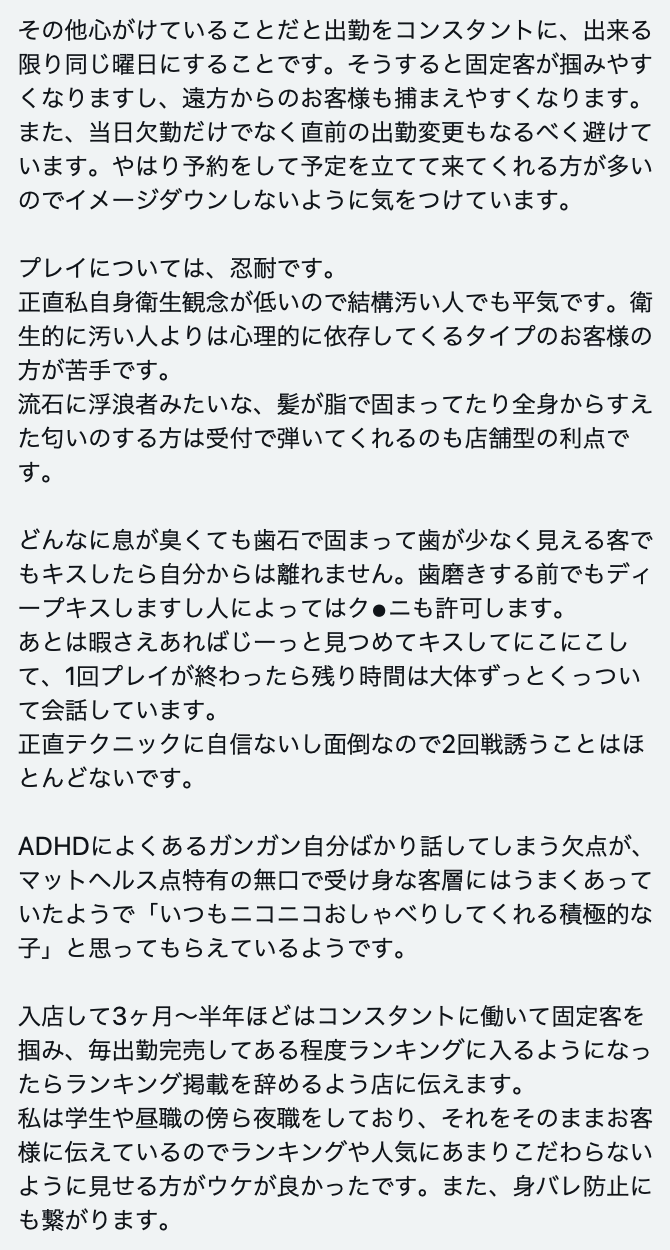 その他心がけていることだと出勤をコンスタントに、出来る
限り同じ曜日にすることです。そうすると固定客が掴みやす
くなりますし、遠方からのお客様も捕まえやすくなります。
また、当日欠勤だけでなく直前の出勤変更もなるべく避けて
います。やはり予約をして予定を立てて来てくれる方が多い
のでイメージダウンしないように気をつけています。
プレイについては、忍耐です。
正直私自身衛生観念が低いので結構汚い人でも平気です。衛
生的に汚い人よりは心理的に依存してくるタイプのお客様の
方が苦手です。
流石に浮浪者みたいな、髪が脂で固まってたり全身からすえ
た匂いのする方は受付で弾いてくれるのも店舗型の利点で
す。
どんなに息が臭くても歯石で固まって歯が少なく見える客で
もキスしたら自分からは離れません。歯磨きする前でもディ
ープキスしますし人によってはク●ニも許可します。
あとは暇さえあればじーっと見つめてキスしてにこにこし
て、1回プレイが終わったら残り時間は大体ずっとくっつい
て会話しています。
正直テクニックに自信ないし面倒なので2回戦誘うことはほ
とんどないです。
ADHDによくあるガンガン自分ばかり話してしまう欠点が、
マットヘルス点特有の無口で受け身な客層にはうまくあって
いたようで「いつもニコニコおしゃべりしてくれる積極的な
子」と思ってもらえているようです。
入店して3ヶ月〜半年ほどはコンスタントに働いて固定客を
掴み、毎出勤完売してある程度ランキングに入るようになっ
たらランキング掲載を辞めるよう店に伝えます。
私は学生や昼職の傍ら夜職をしており、それをそのままお客
様に伝えているのでランキングや人気にあまりこだわらない
ように見せる方がウケが良かったです。また、身バレ防止に
も繋がります。